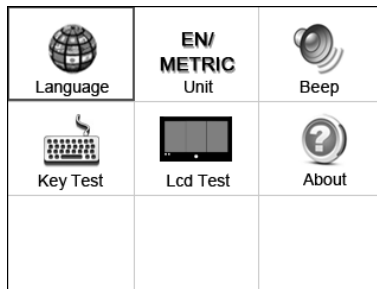 EN/
METRIC
Language
Unit
Beep
Key Test
Lcd Test
About